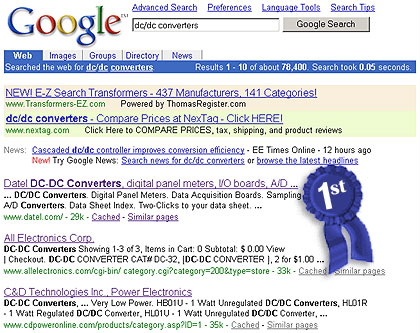 Google™
Advanced Search Preferences Language Tools Search Tips
dc/dc converters Google Search
Web Images Groups Directory News
Searched the web for dc/dc converters Results 1 - 10 of about 78,400. Search took 0.05 seconds.
NEW! E-Z Search Transformers - 437 Manufacturers, 141 Categories!
www.Transformers-EZ.com Powered by ThomasRegister.com
dc/dc converters - Compare Prices at NexTag - Click HERE!
www.nextag.com Click Here to COMPARE PRICES, tax, shipping, and product reviews
News: Cascaded dc/dc controller improves conversion efficiency - EE Times Online - 12 hours ago
New! Try Google News: Search news for dc/dc converters or browse the latest headlines
Datel DC-DC Converters, digital panel meters, I/O boards, A/D ...
... DC/DC Converters. Digital Panel Meters. Data Acquisition Boards. Sampling
A/D Converters. Data Sheet Index. Two-Clicks to your data sheet. ...
www.datel.com/ - 29k - Cached - Similar pages
1st
All Electronics Corp.
DC-DC Converters Showing 1-3 of 3, Items in Cart: 0 Subtotal: $ 0.00 View
| Checkout. DC-DC CONVERTER CAT# DC-32, |DC-DC CONVERTER |, 2 for $1.00 ...
www.allelectronics.com/cgi-bin/ category.cgi?category=200&type=store - 33k - Cached - Similar pages
C&D Technologies Inc., Power Electronics
DC/DC Converters, ... Very Low Power. HB01U - 1 Watt Unregulated DC/DC Converters, HL01R
- 1 Watt Regulated DC/DC Converters, HL01U - 1 Watt Unregulated DC/DC Converters, ...
www.cdpoweronline.com/products/category.asp?ID=1 - 35k - Cached - Similar pages